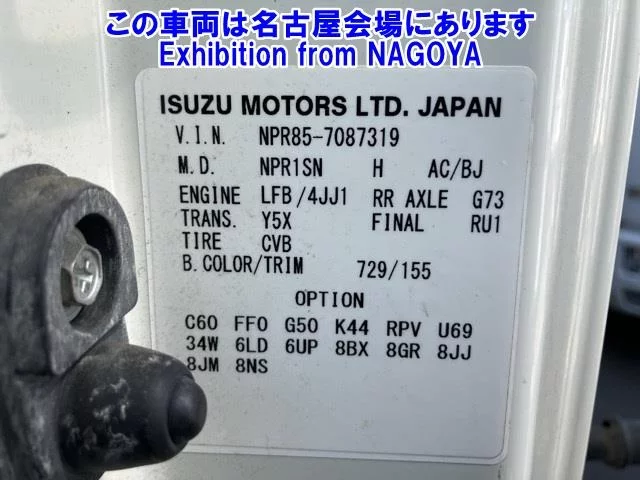 この車両は名古屋会場にあります
Exhibition from NAGOYA
ISUZU MOTORS LTD. JAPAN
V.I.N. NPR85-7087319
M.D. NPR1SN H AC/BJ
ENGINE LFB/4JJ1 RR AXLE G73
TRANS. Y5X FINAL RU1
TIRE CVB
B.COLOR/TRIM 729/155
OPTION
C60 FF0 G50 K44 RPV U69
34W 6LD 6UP 8BX 8GR 8JJ
8JM 8NS